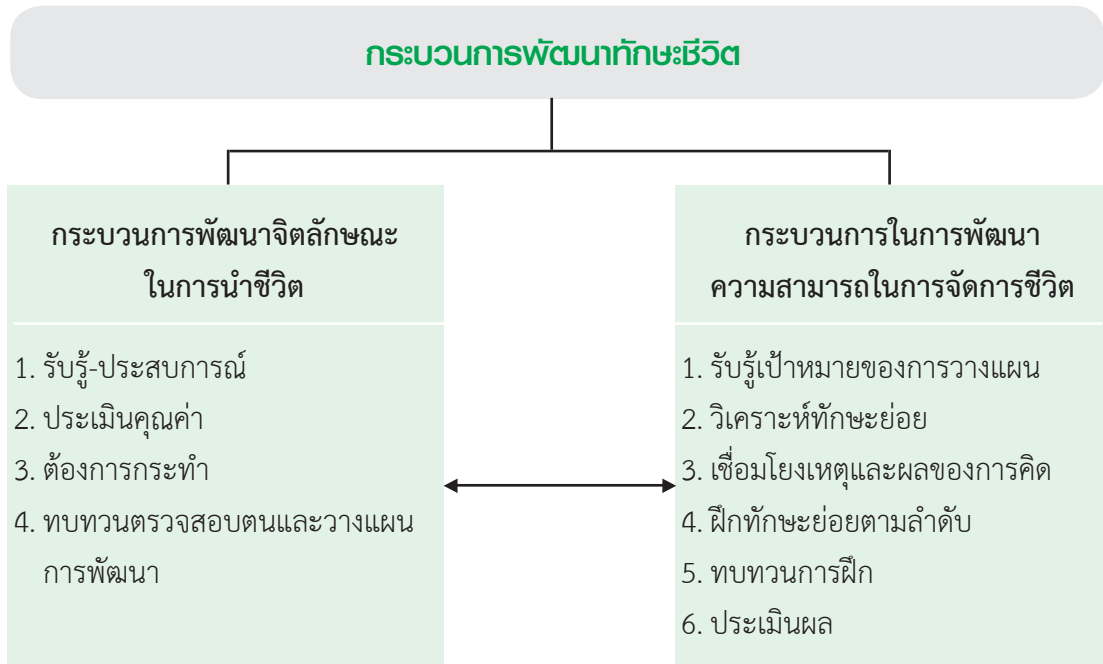 กระบวนการพัฒนาทักษะชีวิต
กระบวนการพัฒนาจิตลักษณะ
ในการนำชีวิต
1. รับรู้-ประสบการณ์
2. ประเมินคุณค่า
3. ต้องการกระทำ
4. ทบทวนตรวจสอบตนและวางแผน
การพัฒนา
กระบวนการในการพัฒนา
ความสามารถในการจัดการชีวิต
1. รับรู้เป้าหมายของการวางแผน
2. วิเคราะห์ทักษะย่อย
3. เชื่อมโยงเหตุและผลของการคิด
4. ฝึกทักษะย่อยตามลำดับ
5. ทบทวนการฝึก
6. ประเมินผล